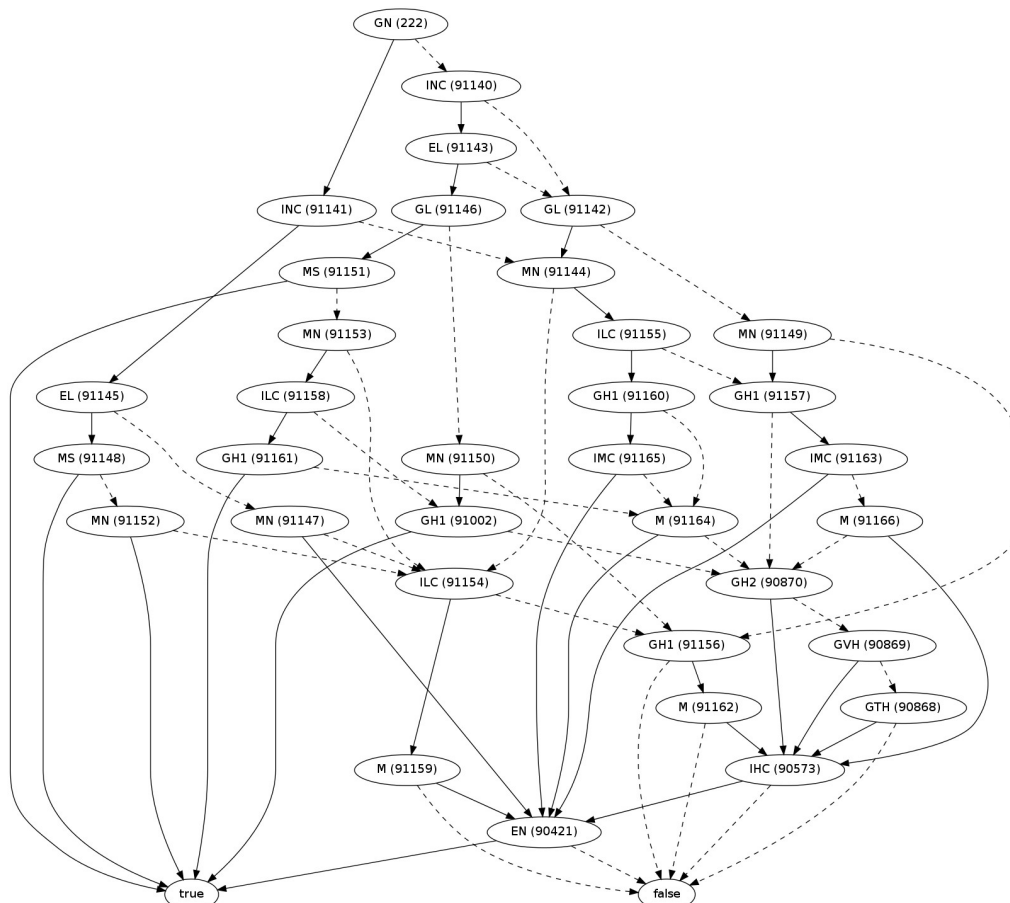 GN (222)
INC (91140)
EL (91143)
INC (91141)
GL (91146)
GL (91142)
MS (91151)
MN (91144)
MN (91153)
ILC (91155)
MN (91149)
EL (91145)
ILC (91158)
GH1 (91160)
GH1 (91157)
MS (91148)
GH1 (91161)
MN (91150)
IMC (91165)
IMC (91163)
MN (91152)
MN (91147)
GH1 (91002)
M (91164)
M (91166)
ILC (91154)
GH2 (90870)
GH1 (91156)
GVH (90869)
M (91162)
GTH (90868)
M (91159)
IHC (90573)
EN (90421)
true
false